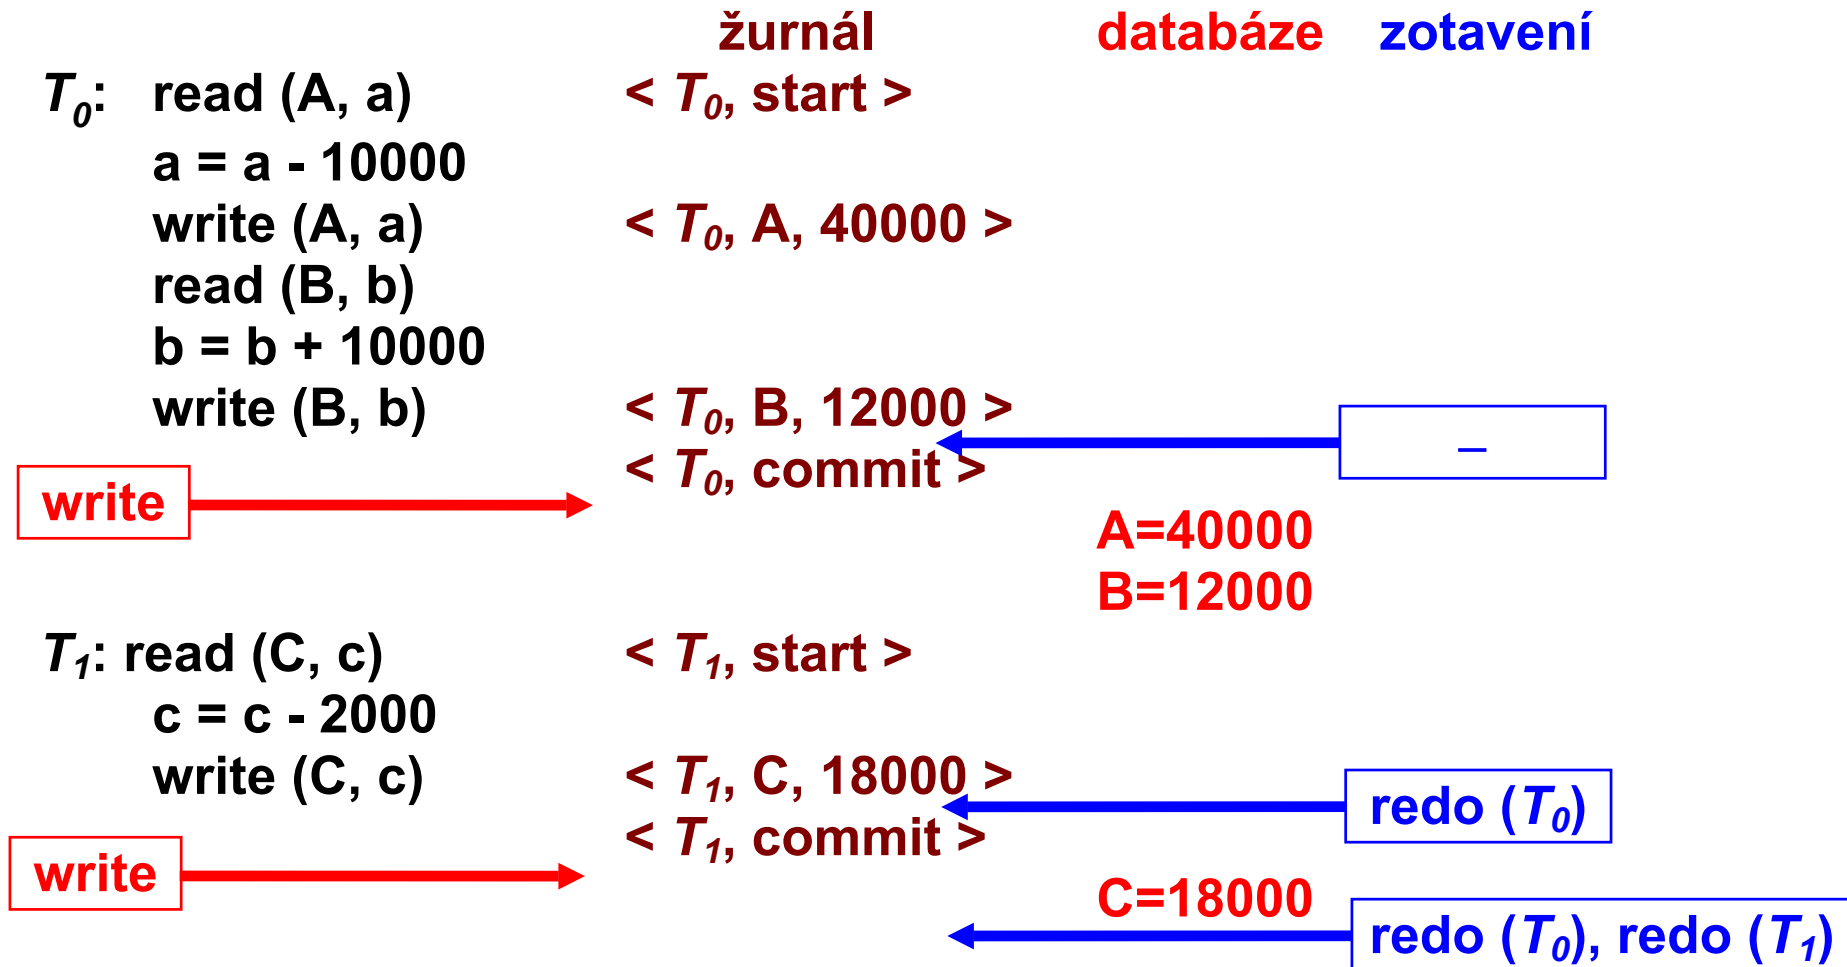 žurnál databáze zotavení
T0: read (A, a) < T0, start >
a = a - 10000
write (A, a) < T0, A, 40000 >
read (B, b)
b = b + 10000
write (B, b) < T0, B, 12000 >
–
< T0, commit >
write
A=40000
B=12000
T1: read (C, c) < T1, start >
c = c - 2000
write (C, c) < T1, C, 18000 >
redo (T0)
< T1, commit >
write
C=18000
redo (T0), redo (T1)